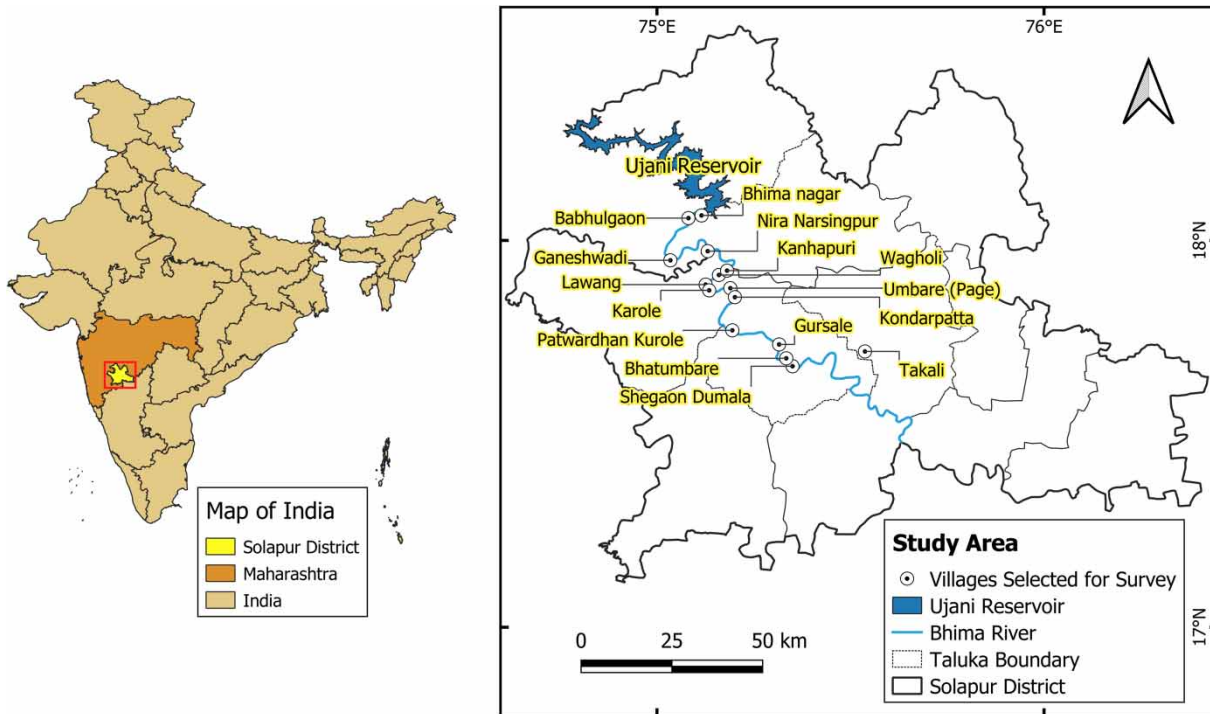 Map of India
Solapur District
Maharashtra
India
75°E
76°E
18°N
17°N
Ujani Reservoir
Bhima nagar
Babhulgaon
Nira Narsingpur
Kanhapuri
Ganeshwadi
Wagholi
Lawang
Umbare (Page)
Karole
Kondarpatta
Gursale
Patwardhan Kurole
Bhatumbare
Takali
Shegaon Dumala
0 25 50 km
Study Area
Villages Selected for Survey
Ujani Reservoir
Bhima River
Taluka Boundary
Solapur District